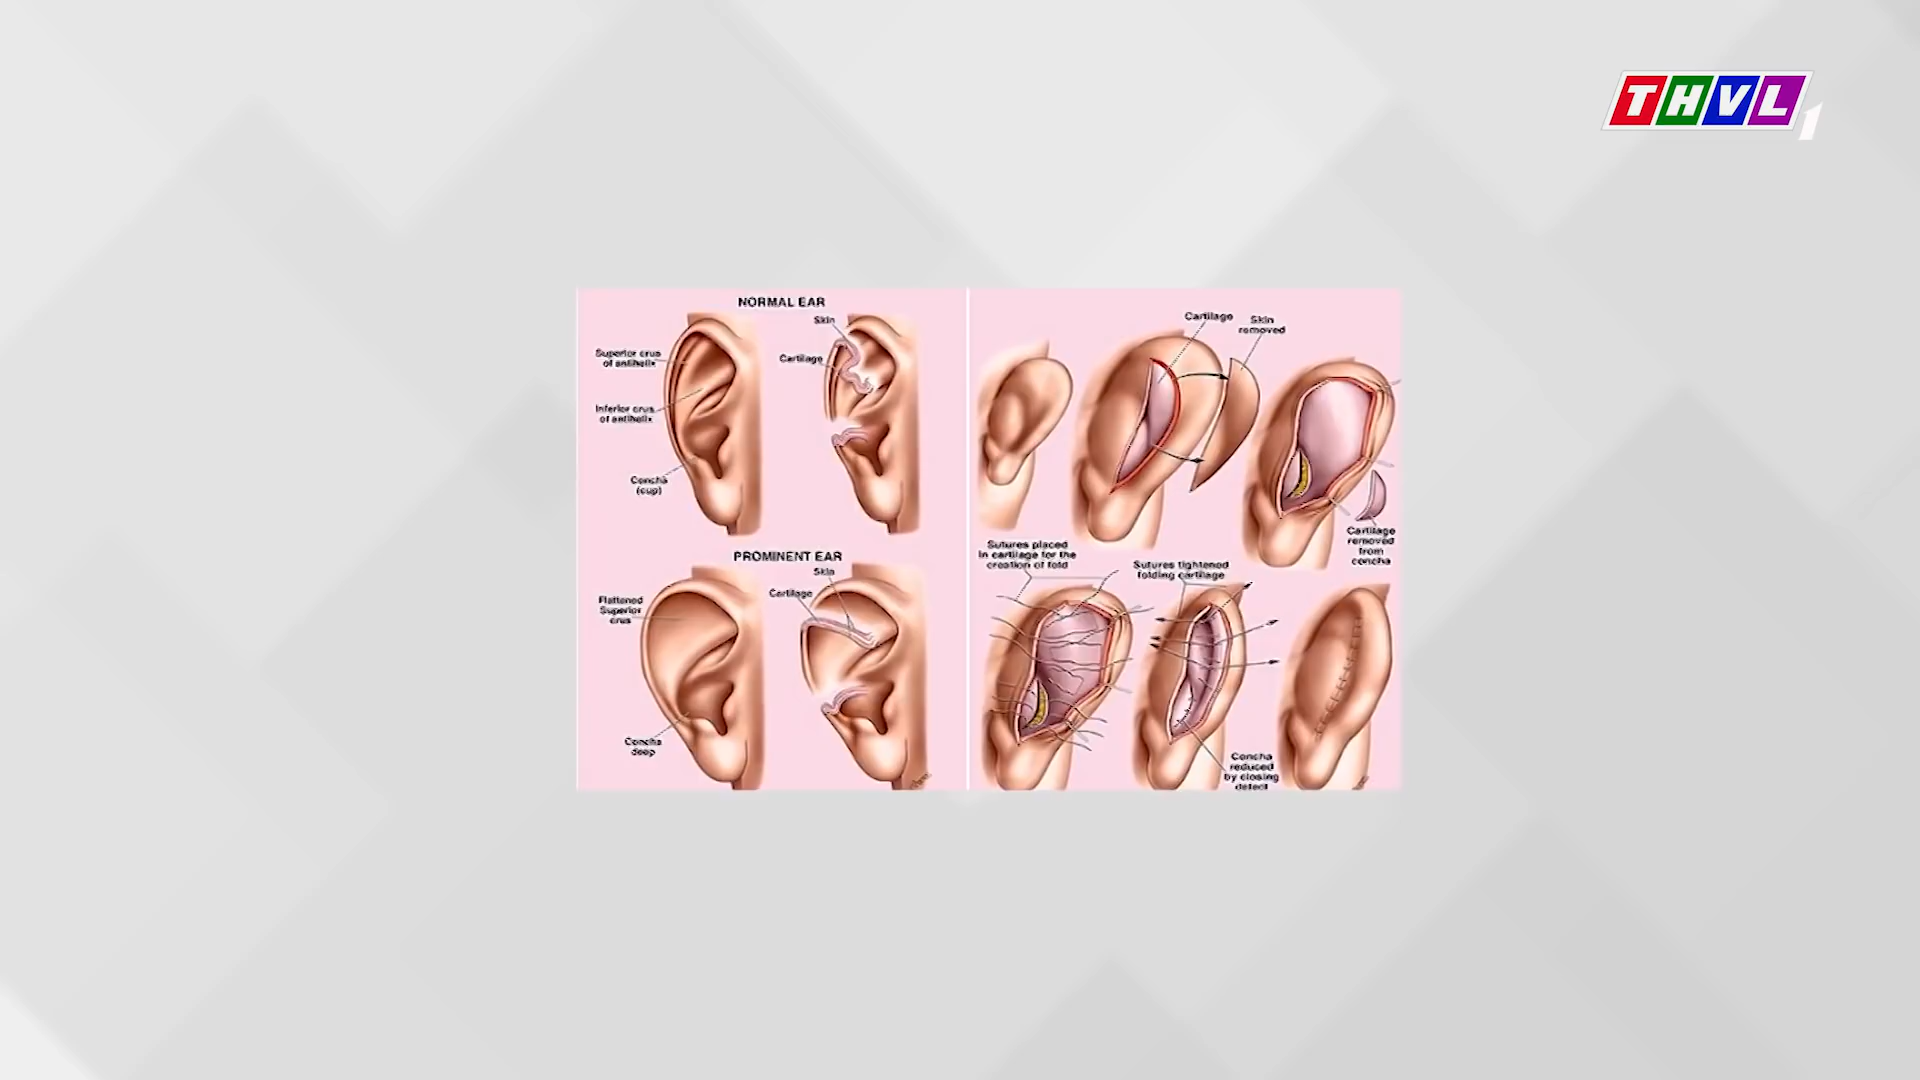 THVL1
NORMAL EAR
Skin
Superior crus
of antihelix
Cartilage
Inferior crus
of antihelix
Concha
(cup)
PROMINENT EAR
Skin
Cartilage
Flattened
Superior
crus
Concha
deep
Cartilage
Skin
removed
Cartilage
removed
from
concha
Sutures placed
in cartilage for the
creation of fold
Sutures tightened
folding cartilage
Concha
reduced
by closing
defect